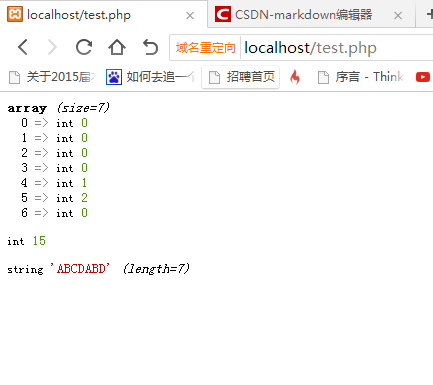 localhost/test.php × CSDN-markdown编辑器 ×
域名重定向 localhost/test.php
关于2015届 如何去追一 招聘首页 序言 - Think
array (size=7)
0 => int 0
1 => int 0
2 => int 0
3 => int 0
4 => int 1
5 => int 2
6 => int 0
int 15
string 'ABCDABD' (length=7)